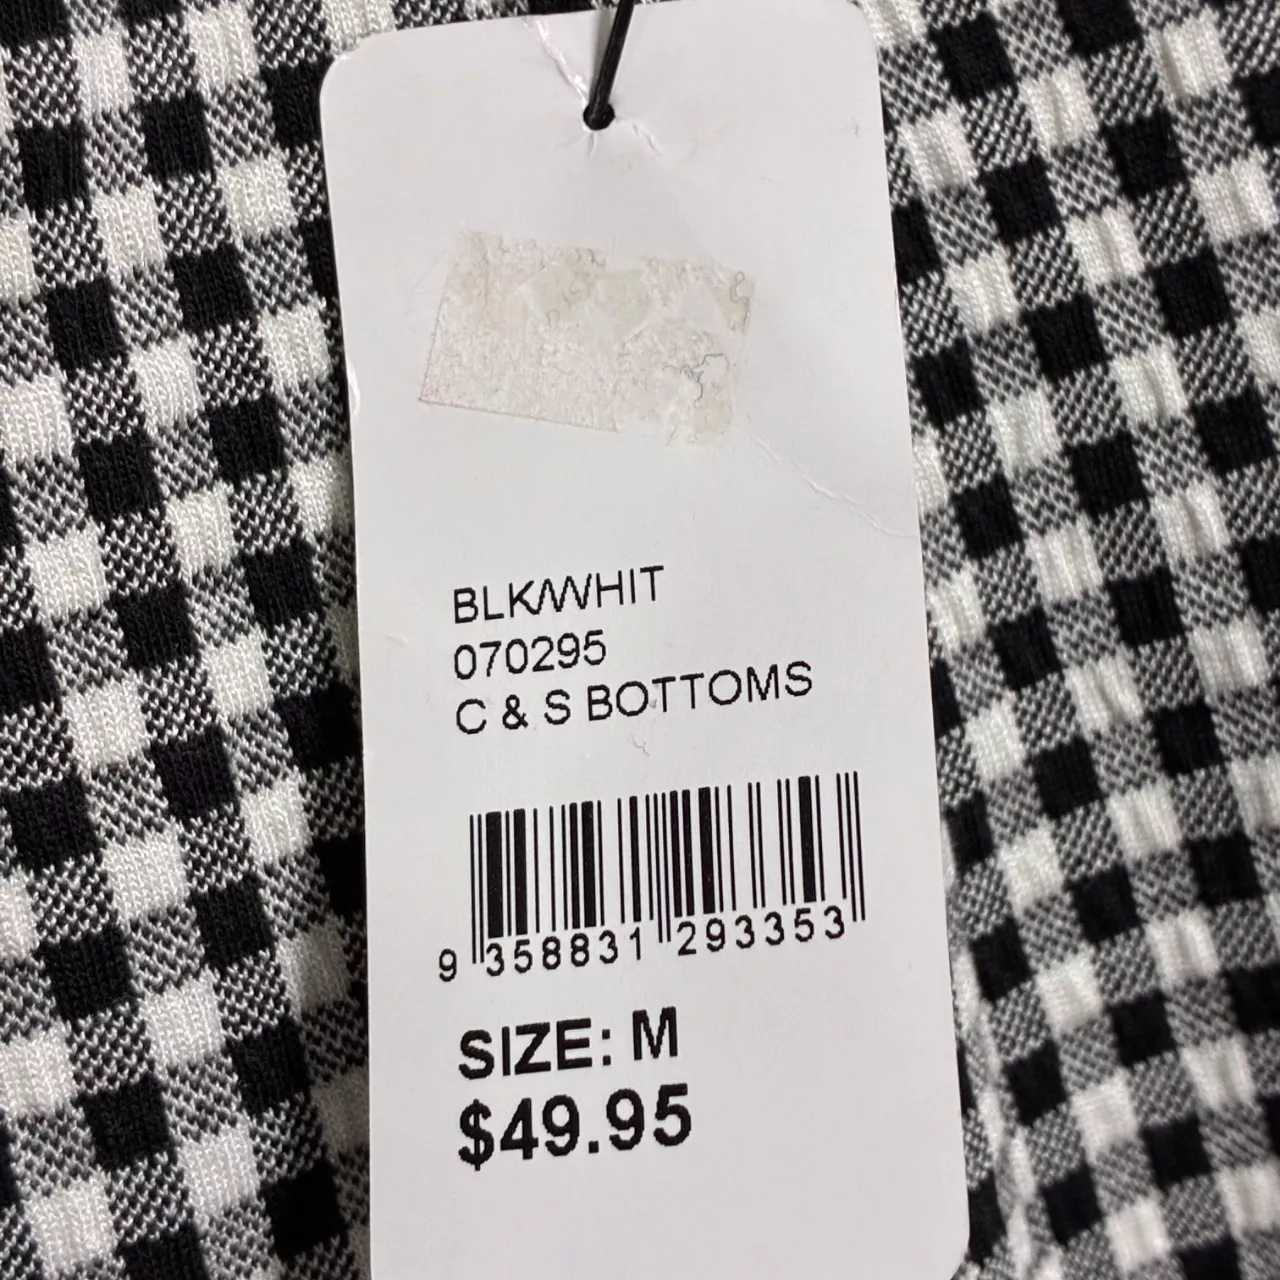 BLK/WHIT
070295
C & S BOTTOMS
9 358831 293353
SIZE: M
$49.95